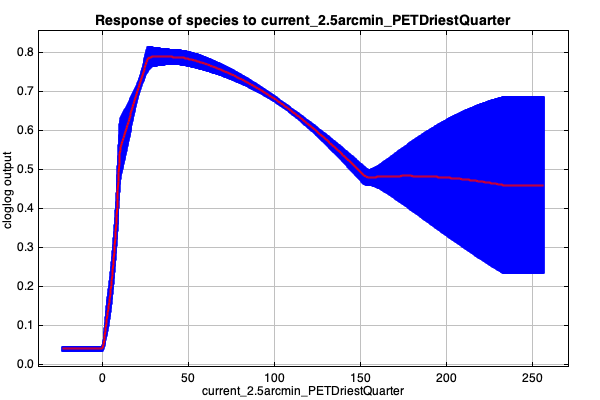 Response of species to current_2.5arcmin_PETDriestQuarter
cloglog output
0.8
0.7
0.6
0.5
0.4
0.3
0.2
0.1
0.0
0 50 100 150 200 250
current_2.5arcmin_PETDriestQuarter